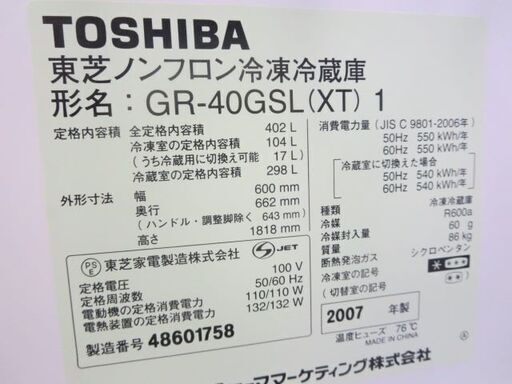 TOSHIBA
東芝ノンフロン冷凍冷蔵庫
形名：GR-40GSL(XT) 1
定格内容積 全定格内容積 402 L
冷凍室の定格内容積 104 L
(うち冷蔵用に切換え可能 17 L)
冷蔵室の定格内容積 298 L
外形寸法 幅 600 mm
奥行 662 mm
(ハンドル・調整脚除く 643 mm)
高さ 1818 mm
消費電力量 (JIS C 9801-2006年)
50Hz 550 kWh/年
60Hz 550 kWh/年
冷蔵室に切換えた場合
50Hz 540 kWh/年
60Hz 540 kWh/年
種類 冷凍冷蔵庫
冷媒 R600a
冷媒封入量 60 g
質量 86 kg
断熱発泡ガス シクロペンタン
冷凍室の記号
(切替室の記号)
PS
E
東芝家電製造株式会社
JET
定格電圧 100 V
定格周波数 50/60 Hz
電動機の定格消費電力 110/110 W
電熱装置の定格消費電力 132/132 W
製造番号 48601758
2007 年製
温度ヒューズ 76℃
MADE IN CHINA
マーケティング株式会社